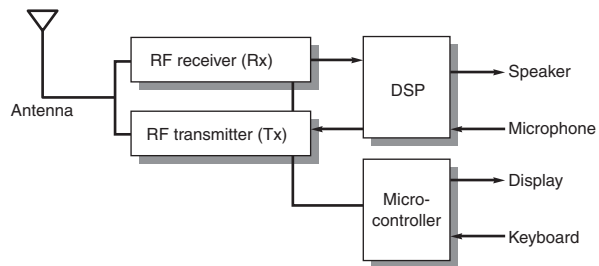 RF receiver (Rx)
Antenna
RF transmitter (Tx)
DSP
Speaker
Microphone
Micro-
controller
Display
Keyboard